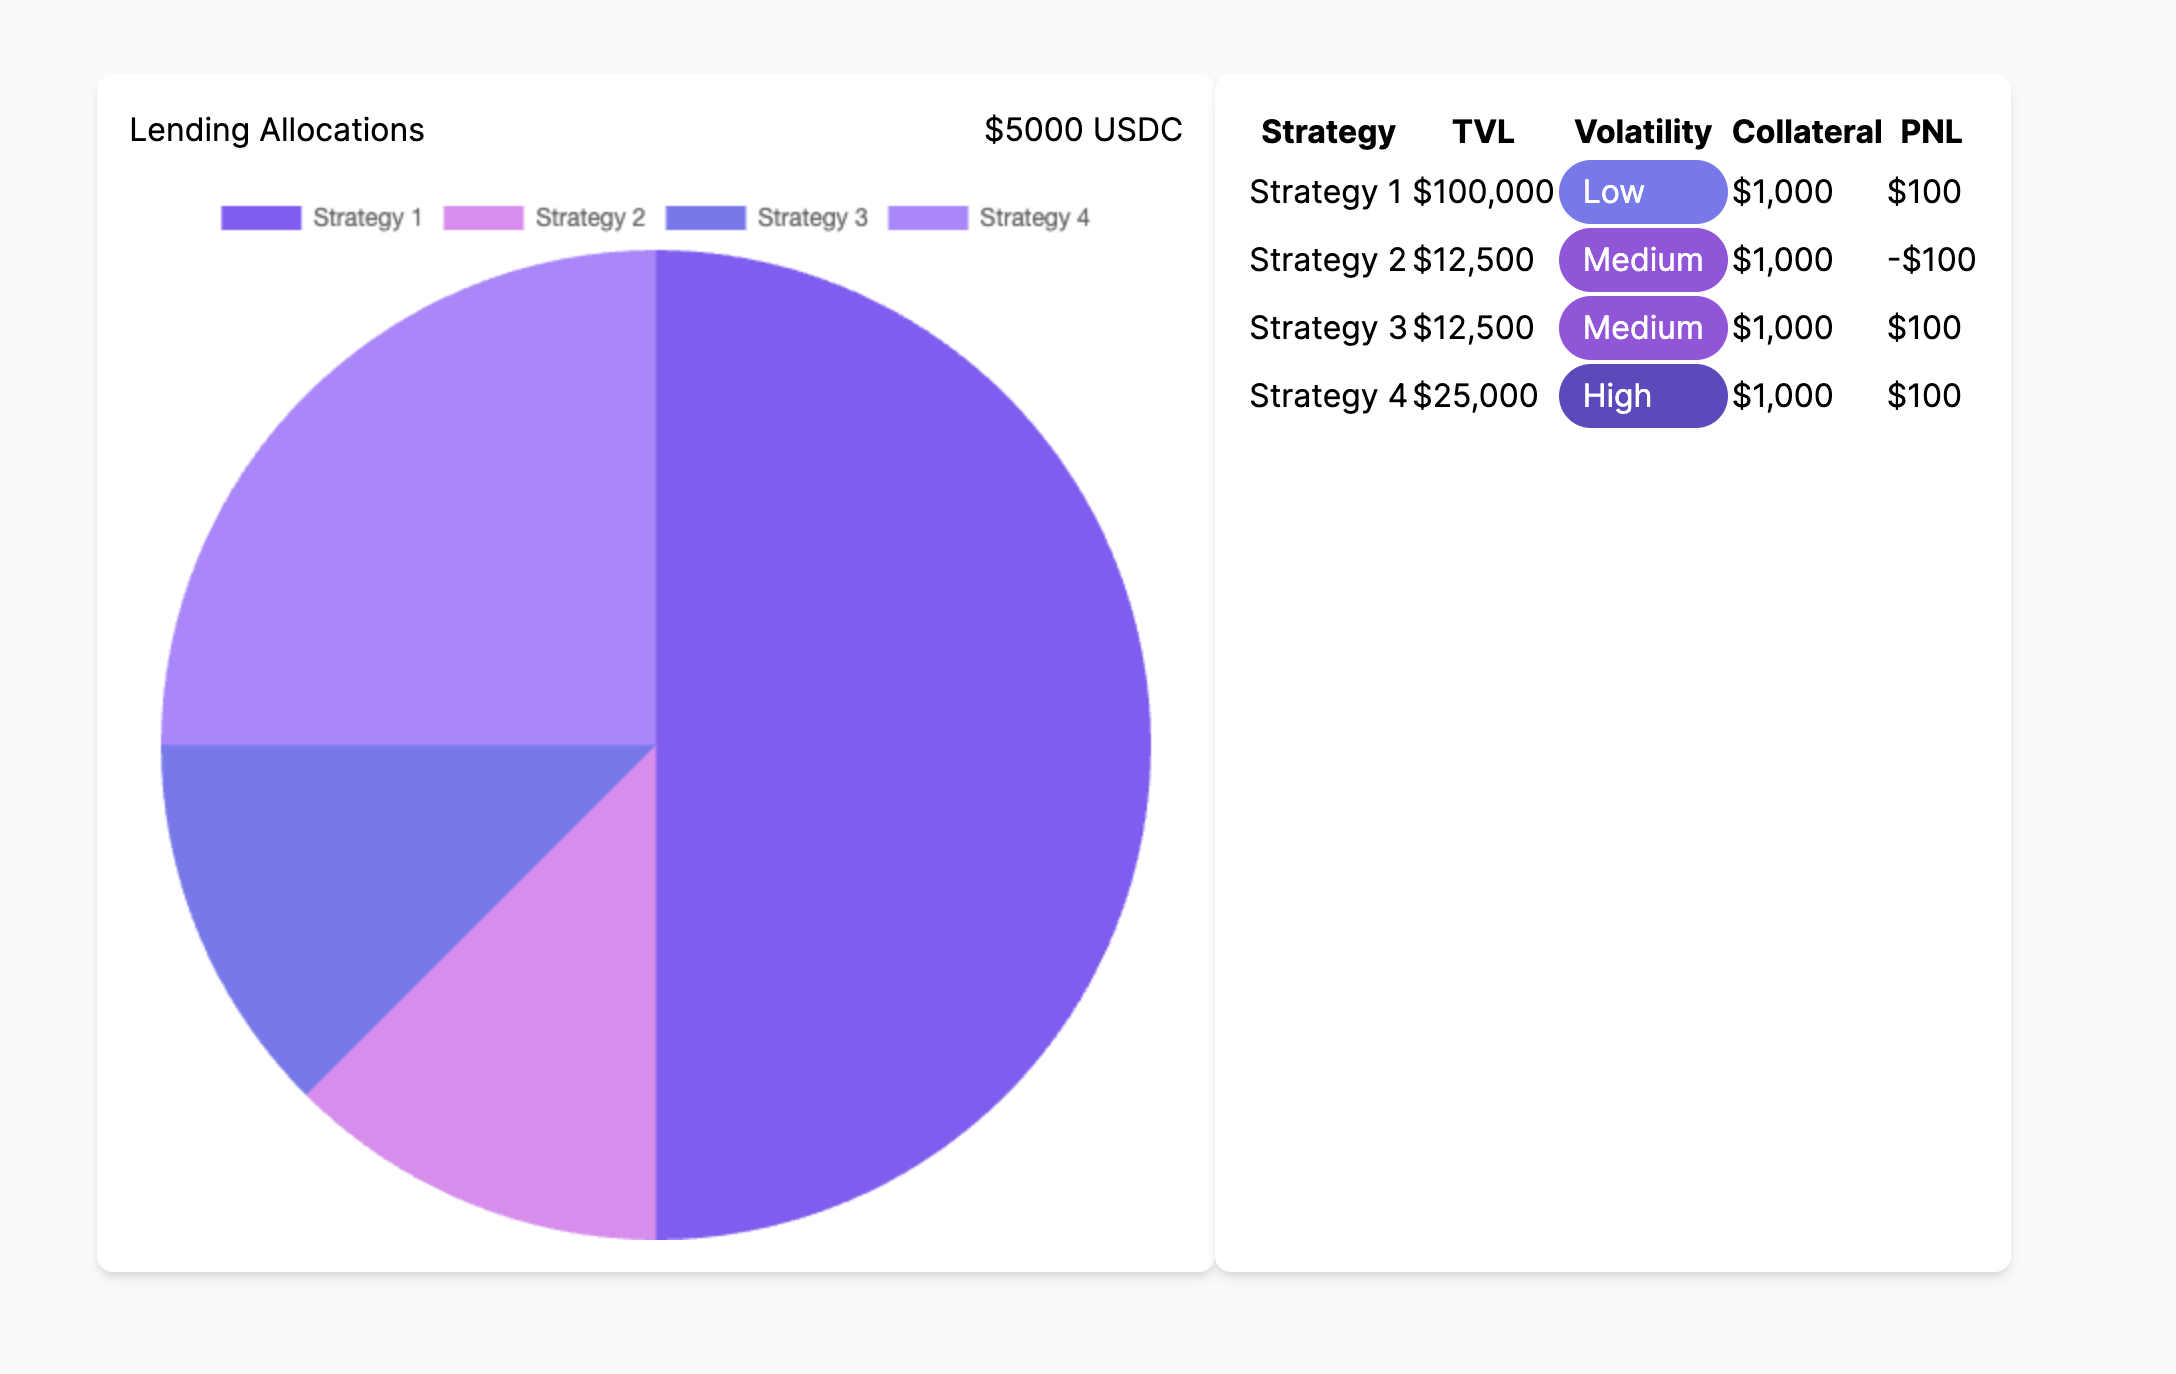 Lending Allocations $5000 USDC
Strategy 1 Strategy 2 Strategy 3 Strategy 4
Strategy TVL Volatility Collateral PNL
Strategy 1 $100,000 Low $1,000 $100
Strategy 2 $12,500 Medium $1,000 -$100
Strategy 3 $12,500 Medium $1,000 $100
Strategy 4 $25,000 High $1,000 $100